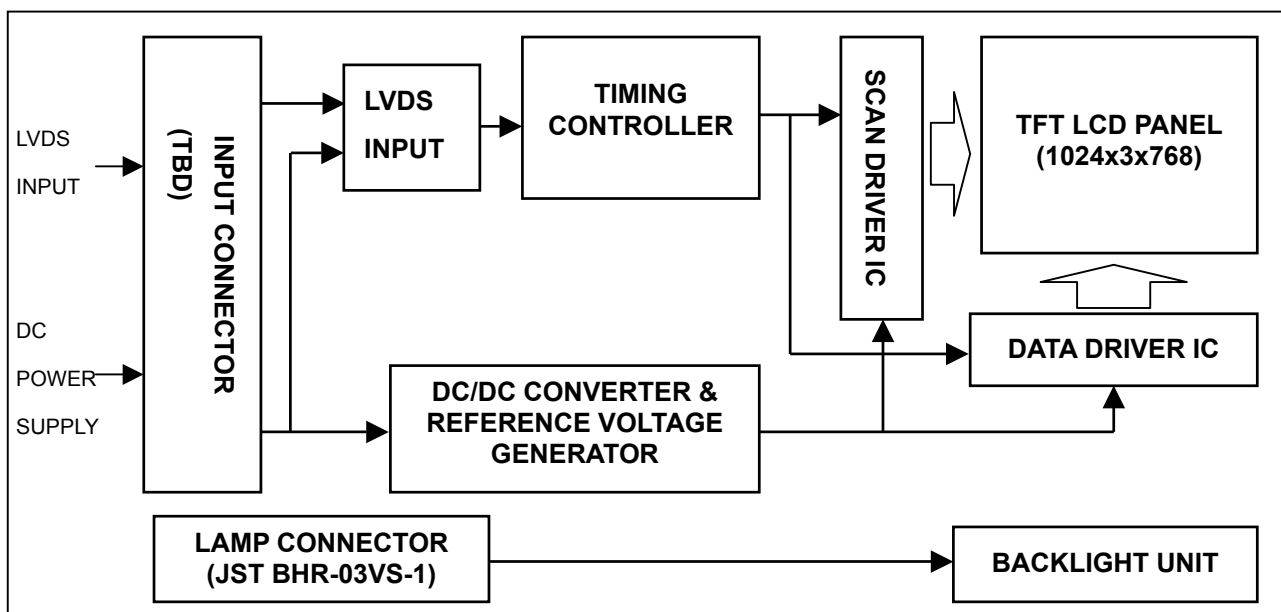 LVDS
INPUT
DC
POWER
SUPPLY
INPUT CONNECTOR
(TBD)
LVDS
INPUT
TIMING
CONTROLLER
SCAN DRIVER IC
TFT LCD PANEL
(1024x3x768)
DATA DRIVER IC
DC/DC CONVERTER &
REFERENCE VOLTAGE
GENERATOR
LAMP CONNECTOR
(JST BHR-03VS-1)
BACKLIGHT UNIT